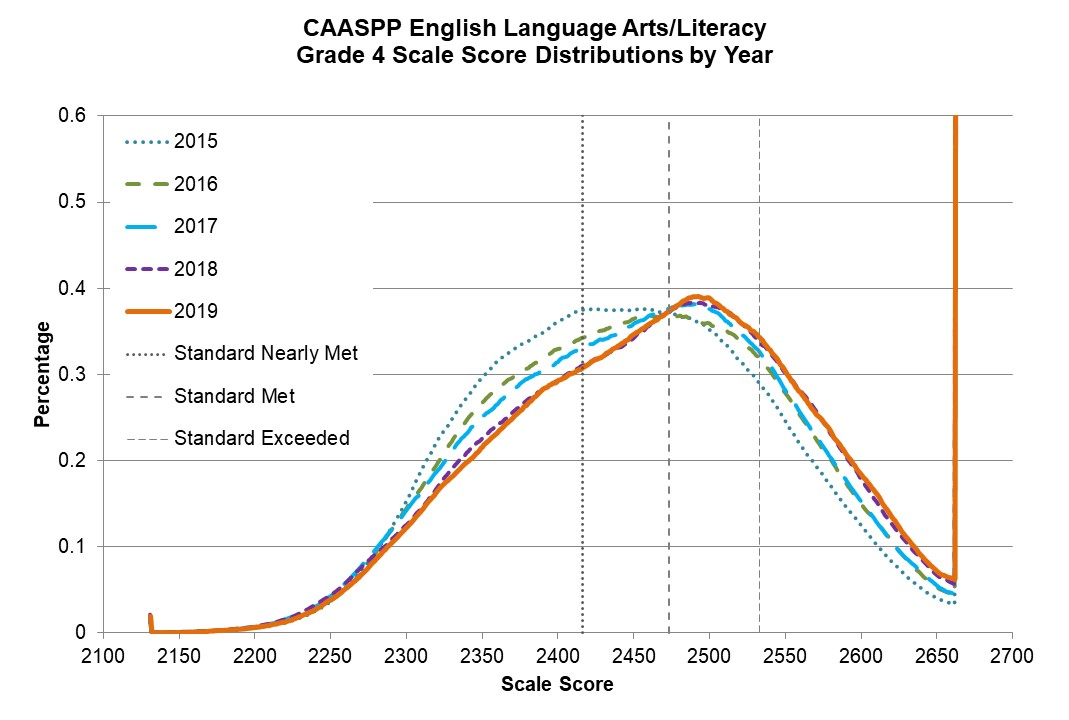 CAASPP English Language Arts/Literacy
Grade 4 Scale Score Distributions by Year
Percentage
0.6
0.5
0.4
0.3
0.2
0.1
0
2015
2016
2017
2018
2019
Standard Nearly Met
Standard Met
Standard Exceeded
2100 2150 2200 2250 2300 2350 2400 2450 2500 2550 2600 2650 2700
Scale Score